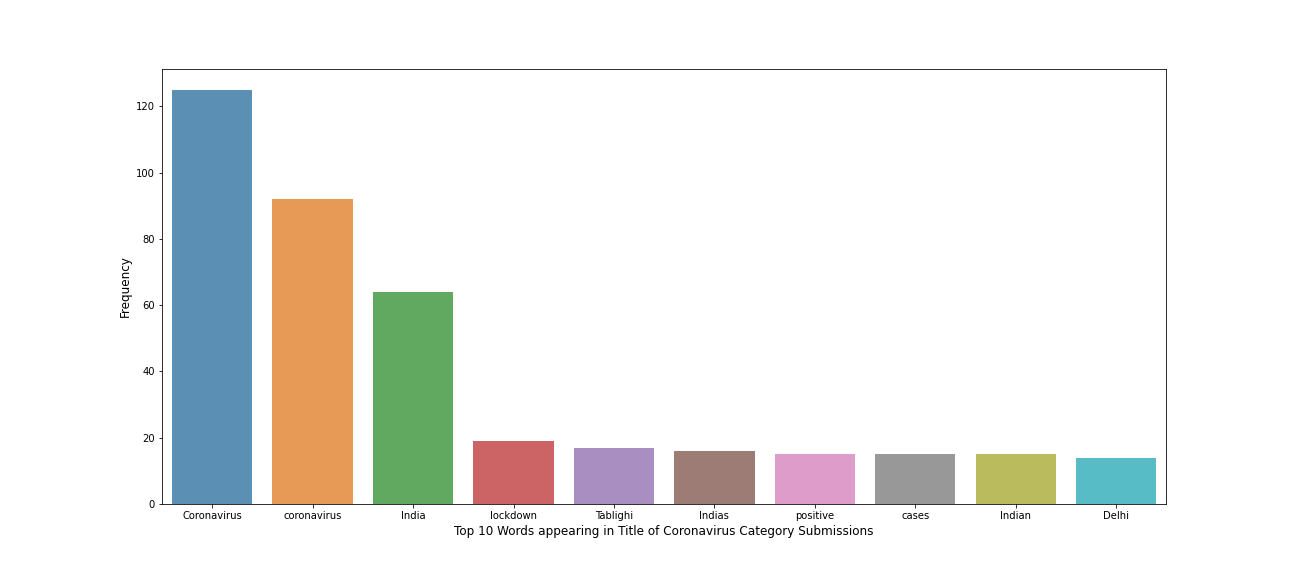 120
100
80
60
40
20
0
Frequency
Coronavirus coronavirus India lockdown Tablighi Indias positive cases Indian Delhi
Top 10 Words appearing in Title of Coronavirus Category Submissions